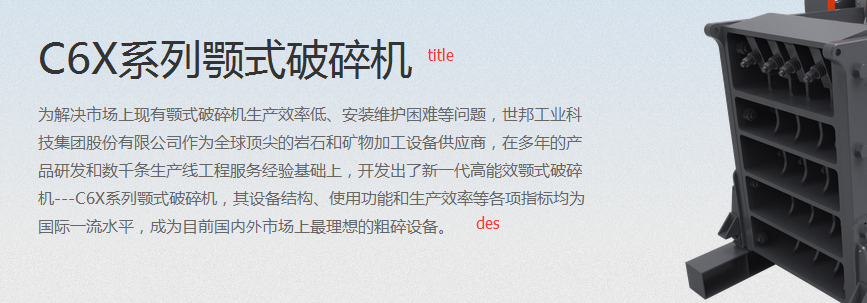 C6X系列颚式破碎机 title
为解决市场上现有颚式破碎机生产效率低、安装维护困难等问题，世邦工业科
技集团股份有限公司作为全球顶尖的岩石和矿物加工设备供应商，在多年的产
品研发和数千条生产线工程服务经验基础上，开发出了新一代高能效颚式破碎
机---C6X系列颚式破碎机，其设备结构、使用功能和生产效率等各项指标均为
国际一流水平，成为目前国内外市场上最理想的粗碎设备。 des